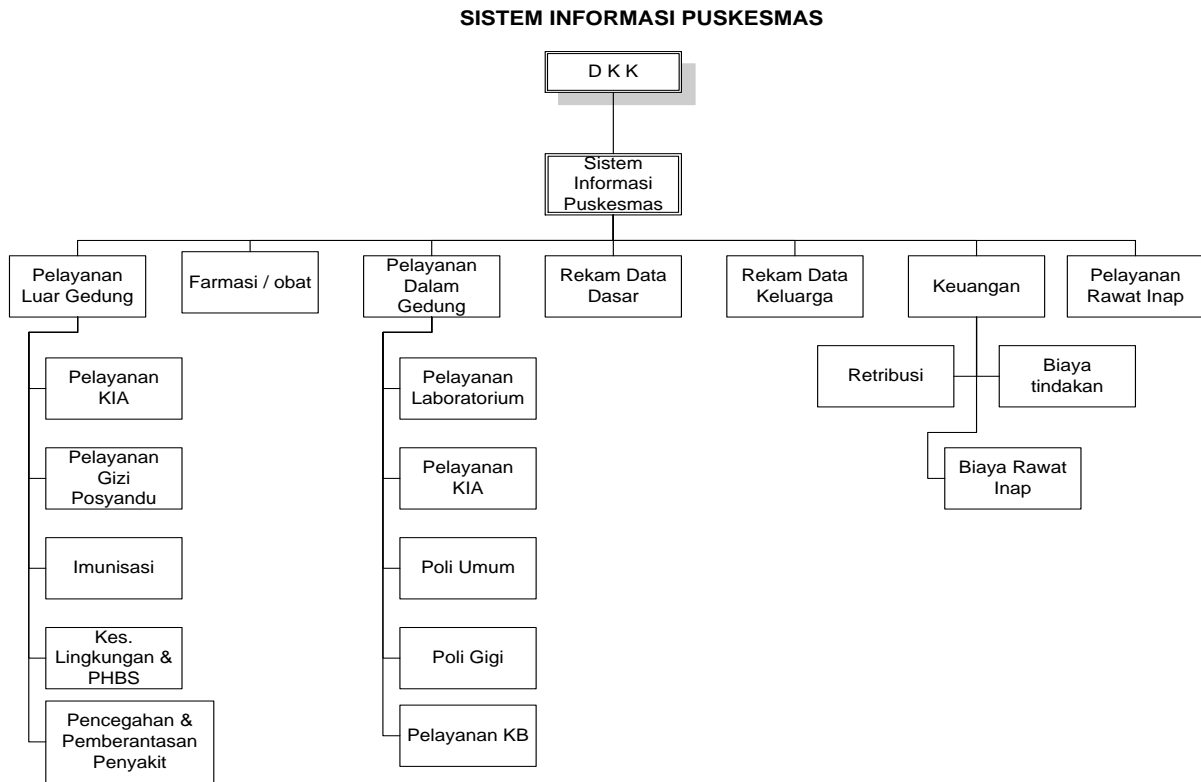 SISTEM INFORMASI PUSKESMAS
D K K
Sistem
Informasi
Puskesmas
Pelayanan
Luar Gedung
Farmasi / obat
Pelayanan
Dalam
Gedung
Rekam Data
Dasar
Rekam Data
Keluarga
Keuangan
Pelayanan
Rawat Inap
Pelayanan
KIA
Pelayanan
Gizi
Posyandu
Imunisasi
Kes.
Lingkungan &
PHBS
Pencegahan &
Pemberantasan
Penyakit
Pelayanan
Laboratorium
Pelayanan
KIA
Poli Umum
Poli Gigi
Pelayanan KB
Retribusi
Biaya
tindakan
Biaya Rawat
Inap